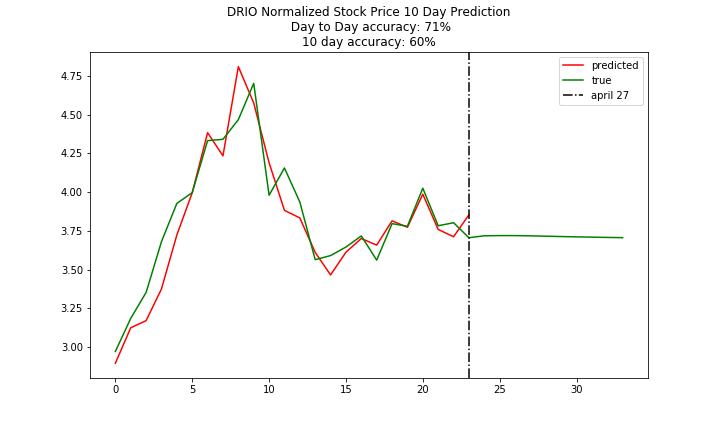 DRIO Normalized Stock Price 10 Day Prediction
Day to Day accuracy: 71%
10 day accuracy: 60%
predicted
true
april 27
4.75
4.50
4.25
4.00
3.75
3.50
3.25
3.00
0 5 10 15 20 25 30